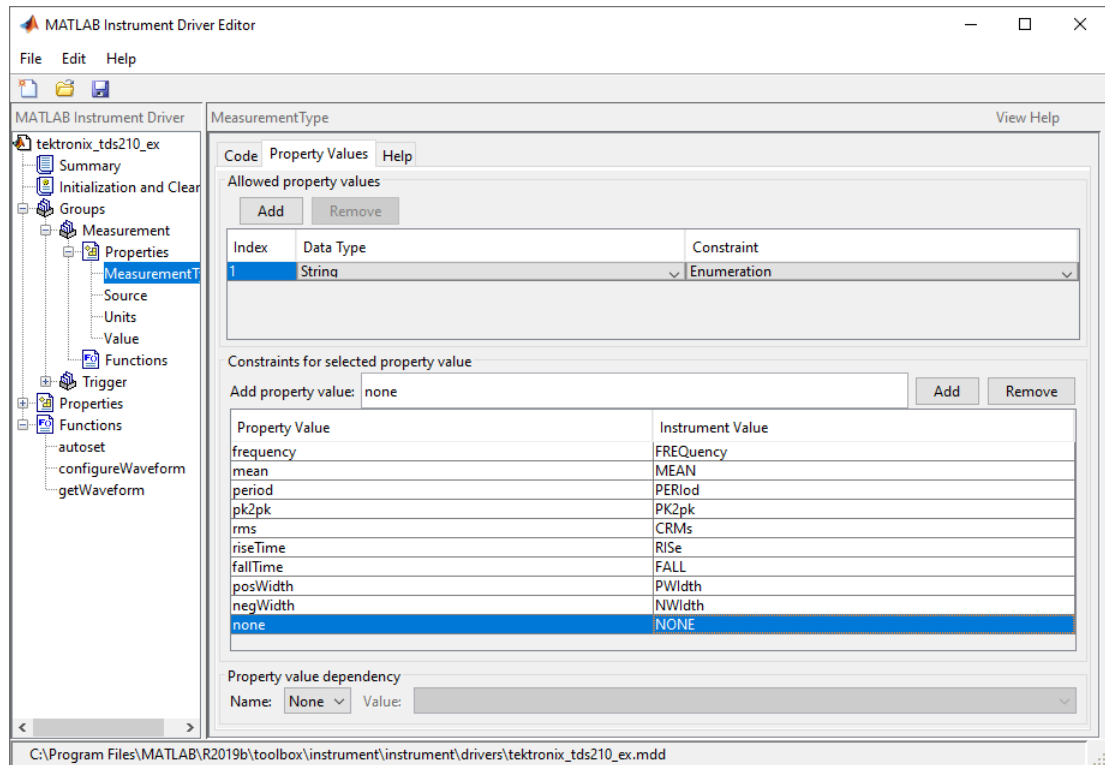 MATLAB Instrument Driver Editor
File Edit Help
MATLAB Instrument Driver
MeasurementType View Help
tektronix_tds210_ex
Summary
Initialization and Clear
Groups
Measurement
Properties
MeasurementT
Source
Units
Value
Functions
Trigger
Properties
Functions
autoset
configureWaveform
getWaveform
Code Property Values Help
Allowed property values
Add Remove
Index Data Type Constraint
1 String Enumeration
Constraints for selected property value
Add property value: none Add Remove
Property Value Instrument Value
frequency FREQuency
mean MEAN
period PERIod
pk2pk PK2pk
rms CRMs
riseTime RISe
fallTime FALL
posWidth PWIdth
negWidth NWIdth
none NONE
Property value dependency
Name: None Value:
C:\Program Files\MATLAB\R2019b\toolbox\instrument\instrument\drivers\tektronix_tds210_ex.mdd